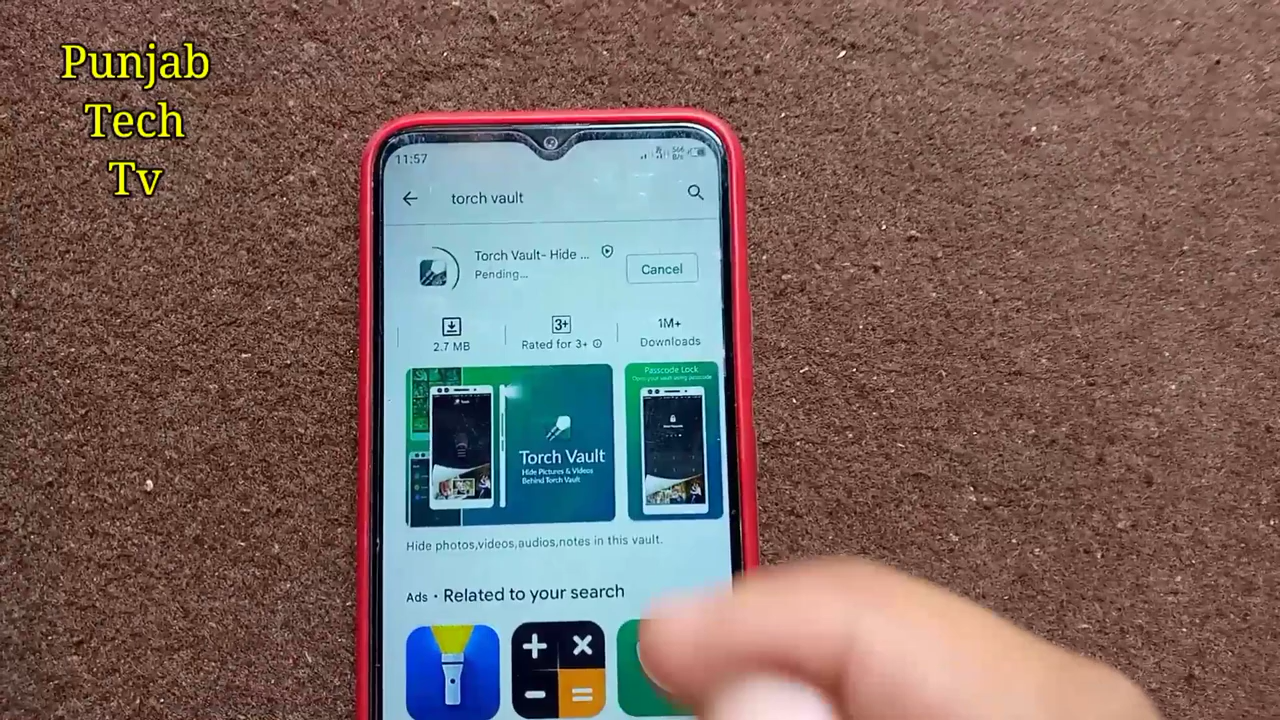 Punjab
Tech
Tv
11:57
torch vault
Torch Vault- Hide ...
Pending...
Cancel
3+
1M+
2.7 MB
Rated for 3+
Downloads
Passcode Lock
Torch Vault
Hide Pictures & Videos
Behind Torch Vault
Hide photos,videos,audios,notes in this vault.
Ads • Related to your search